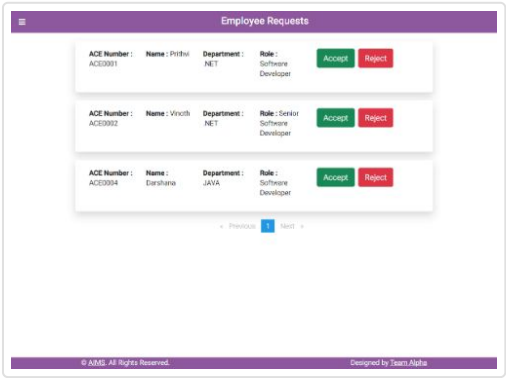 ≡ Employee Requests
ACE Number : Name : Prithvi Department : Role : Accept Reject
ACE0001 .NET Software
Developer
ACE Number : Name : Vinoth Department : Role : Senior Accept Reject
ACE0002 .NET Software
Developer
ACE Number : Name : Department : Role : Accept Reject
ACE0004 Darshana JAVA Software
Developer
« Previous 1 Next »
© AIMS. All Rights Reserved. Designed by Team Alpha